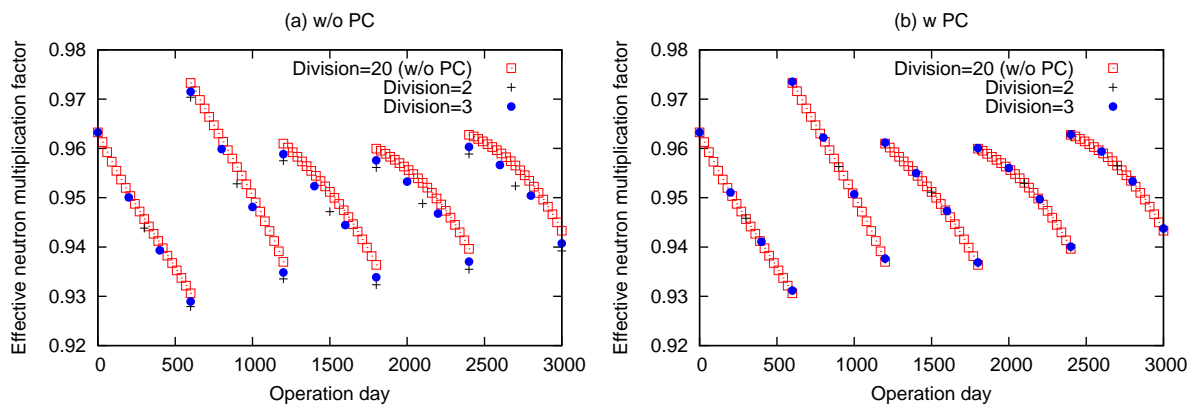 (a) w/o PC
Effective neutron multiplication factor
0.98
0.97
0.96
0.95
0.94
0.93
0.92
Division=20 (w/o PC)
Division=2
Division=3
0
500
1000
1500
2000
2500
3000
Operation day
(b) w PC
Effective neutron multiplication factor
0.98
0.97
0.96
0.95
0.94
0.93
0.92
Division=20 (w/o PC)
Division=2
Division=3
0
500
1000
1500
2000
2500
3000
Operation day